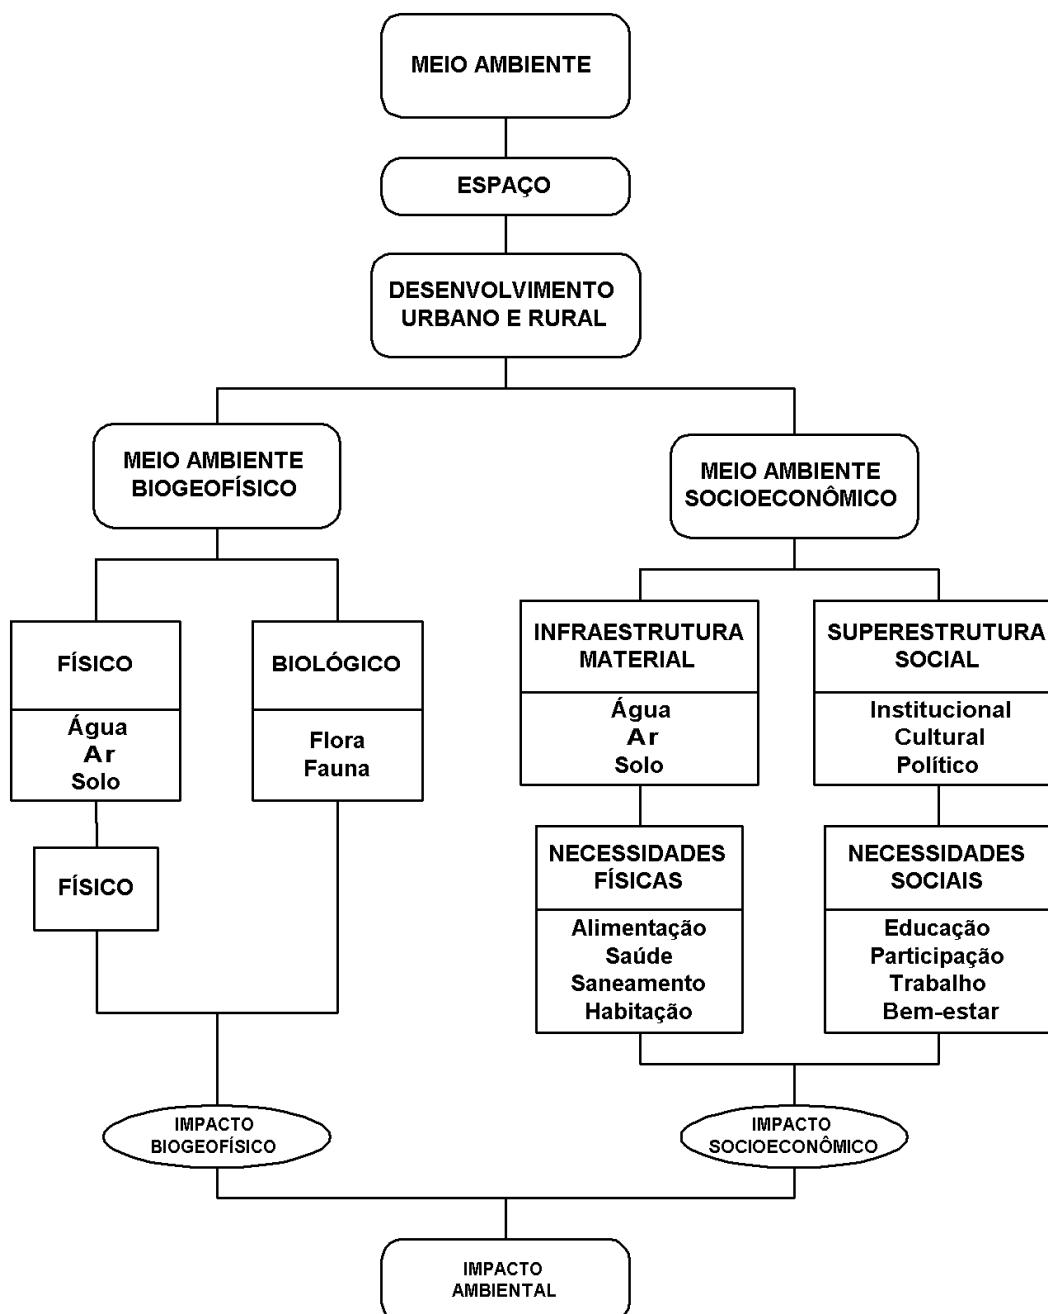 MEIO AMBIENTE
ESPAÇO
DESENVOLVIMENTO
URBANO E RURAL
MEIO AMBIENTE
BIOGEOFÍSICO
MEIO AMBIENTE
SOCIOECONÔMICO
FÍSICO
Água
Ar
Solo
BIOLÓGICO
Flora
Fauna
INFRAESTRUTURA
MATERIAL
Água
Ar
Solo
SUPERESTRUTURA
SOCIAL
Institucional
Cultural
Político
FÍSICO
NECESSIDADES
FÍSICAS
Alimentação
Saúde
Saneamento
Habitação
NECESSIDADES
SOCIAIS
Educação
Participação
Trabalho
Bem-estar
IMPACTO
BIOGEOFÍSICO
IMPACTO
SOCIOECONÔMICO
IMPACTO
AMBIENTAL